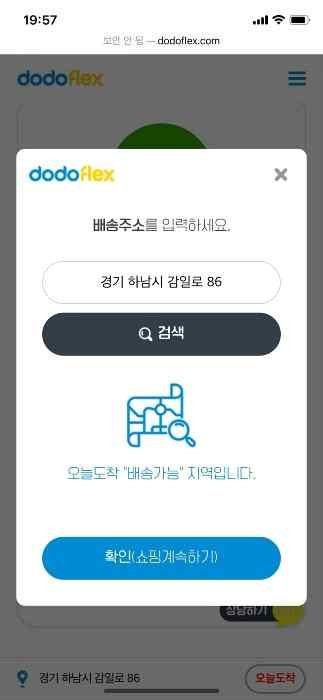 19:57
보안 안 됨 — dodoflex.com
dodoflex
dodoflex
배송주소를 입력하세요.
경기 하남시 감일로 86
검색
오늘도착 "배송가능" 지역입니다.
확인(쇼핑계속하기)
상담하기
경기 하남시 감일로 86
오늘도착